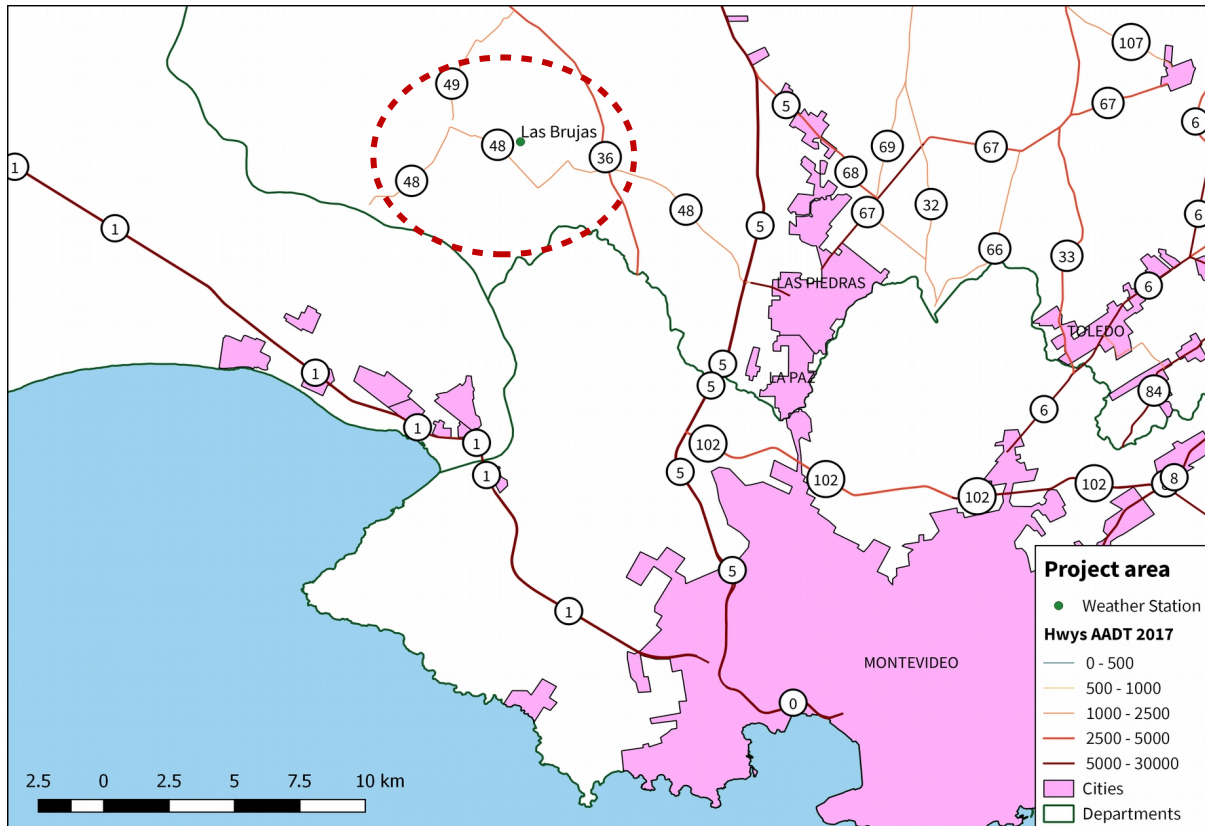 107
49
5
67
6
69
Las Brujas
48
67
36
68
1
48
32
67
48
6
1
5
66
33
LAS PIEDRAS
6
TOLEDO
5
1
LA PAZ
5
84
6
1
1
102
5
102
1
102
102
8
5
1
MONTEVIDEO
0
Project area
Weather Station
Hwys AADT 2017
0 - 500
500 - 1000
1000 - 2500
2500 - 5000
5000 - 30000
Cities
Departments
2.5 0 2.5 5 7.5 10 km